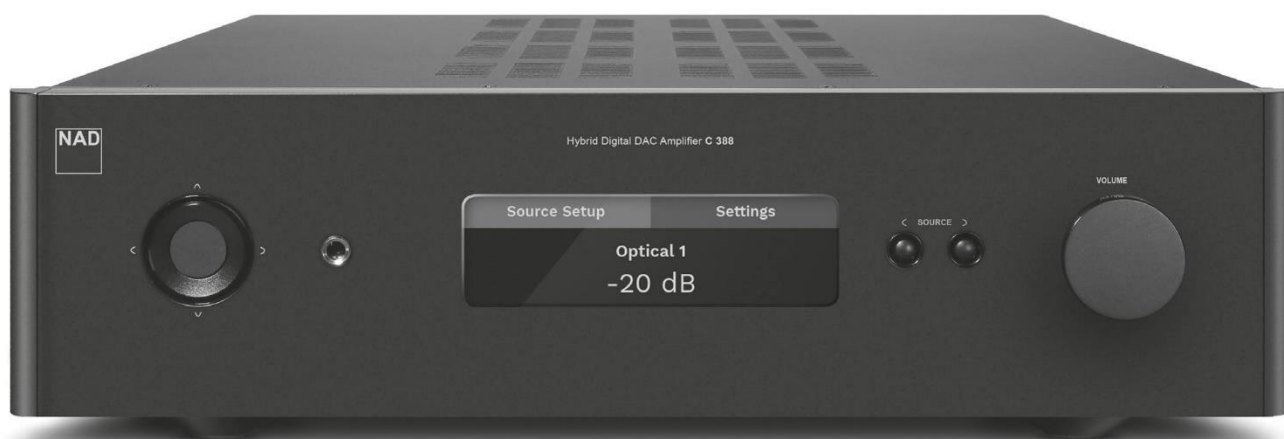 NAD
Hybrid Digital DAC Amplifier C 388
VOLUME
Source Setup
Settings
< SOURCE >
Optical 1
-20 dB